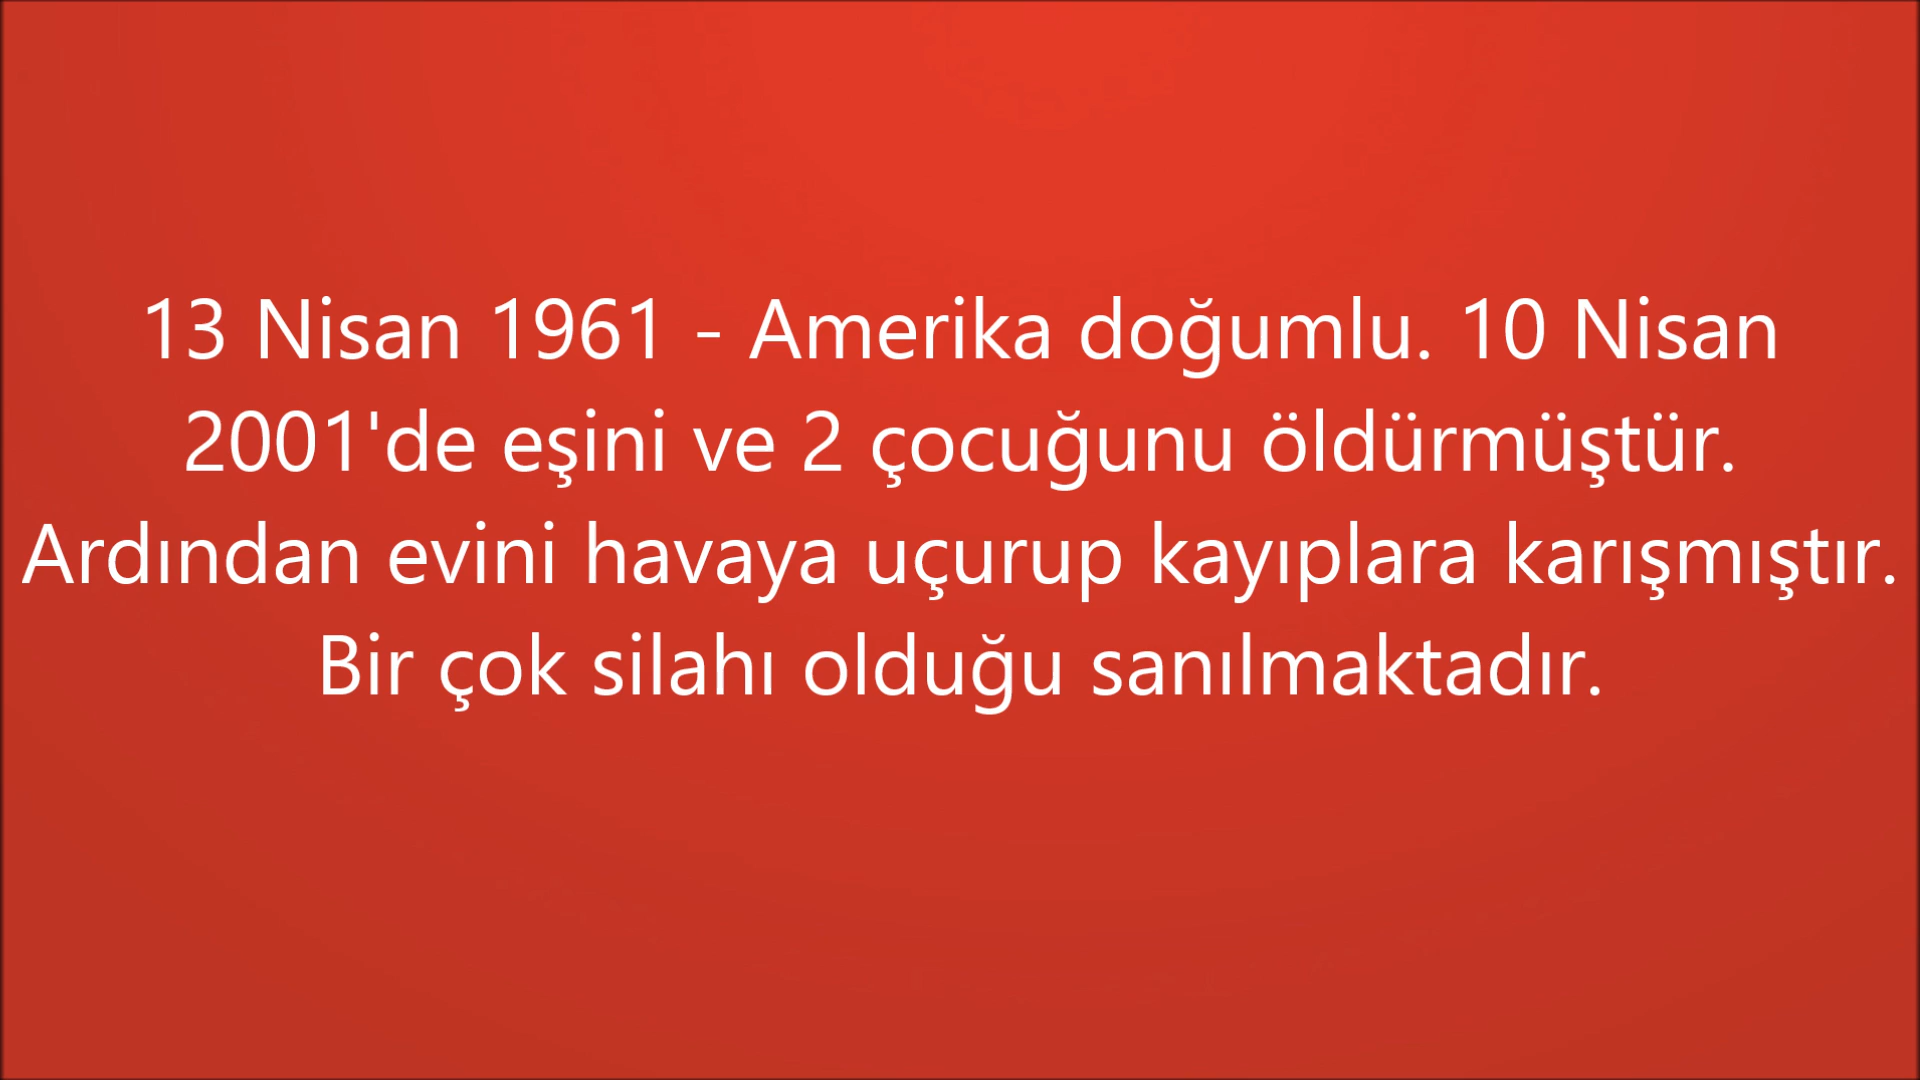 13 Nisan 1961 - Amerika doğumlu. 10 Nisan
2001'de eşini ve 2 çocuğunu öldürmüştür.
Ardından evini havaya uçurup kayıplara karışmıştır.
Bir çok silahı olduğu sanılmaktadır.